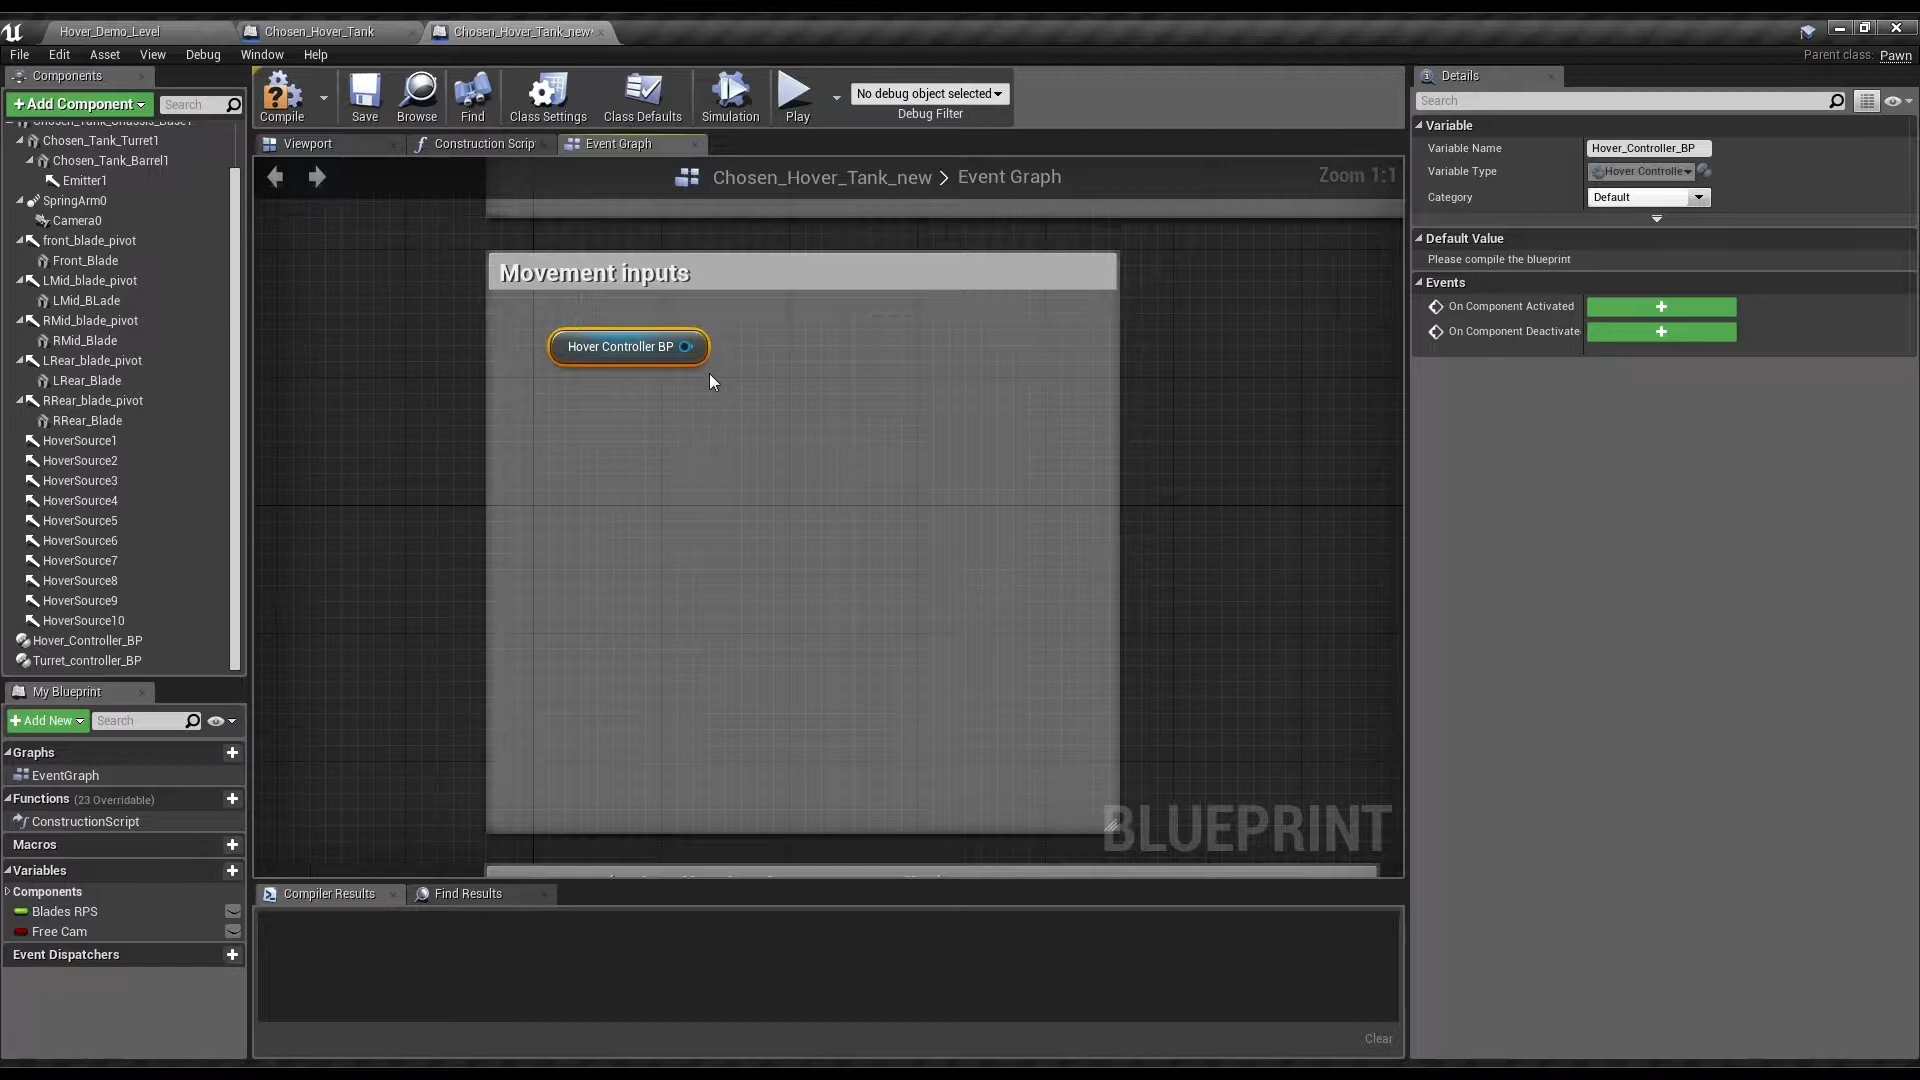 Hover_Demo_Level
Chosen_Hover_Tank
Chosen_Hover_Tank_new*
File Edit Asset View Debug Window Help
Parent class: Pawn
Components
+Add Component
Search
Chosen_Tank_Chassis_Base1
Chosen_Tank_Turret1
Chosen_Tank_Barrel1
Emitter1
SpringArm0
Camera0
front_blade_pivot
Front_Blade
LMid_blade_pivot
LMid_BLade
RMid_blade_pivot
RMid_Blade
LRear_blade_pivot
LRear_Blade
RRear_blade_pivot
RRear_Blade
HoverSource1
HoverSource2
HoverSource3
HoverSource4
HoverSource5
HoverSource6
HoverSource7
HoverSource8
HoverSource9
HoverSource10
Hover_Controller_BP
Turret_controller_BP
My Blueprint
+Add New
Search
Graphs
EventGraph
Functions (23 Overridable)
ConstructionScript
Macros
Variables
Components
Blades RPS
Free Cam
Event Dispatchers
Compile
Save
Browse
Find
Class Settings
Class Defaults
Simulation
Play
No debug object selected
Debug Filter
Viewport
Construction Scrip
Event Graph
Chosen_Hover_Tank_new > Event Graph
Zoom 1:1
Movement inputs
Hover Controller BP
BLUEPRINT
Compiler Results
Find Results
Clear
Details
Search
Variable
Variable Name Hover_Controller_BP
Variable Type Hover Controlle
Category Default
Default Value
Please compile the blueprint
Events
On Component Activated +
On Component Deactivate +